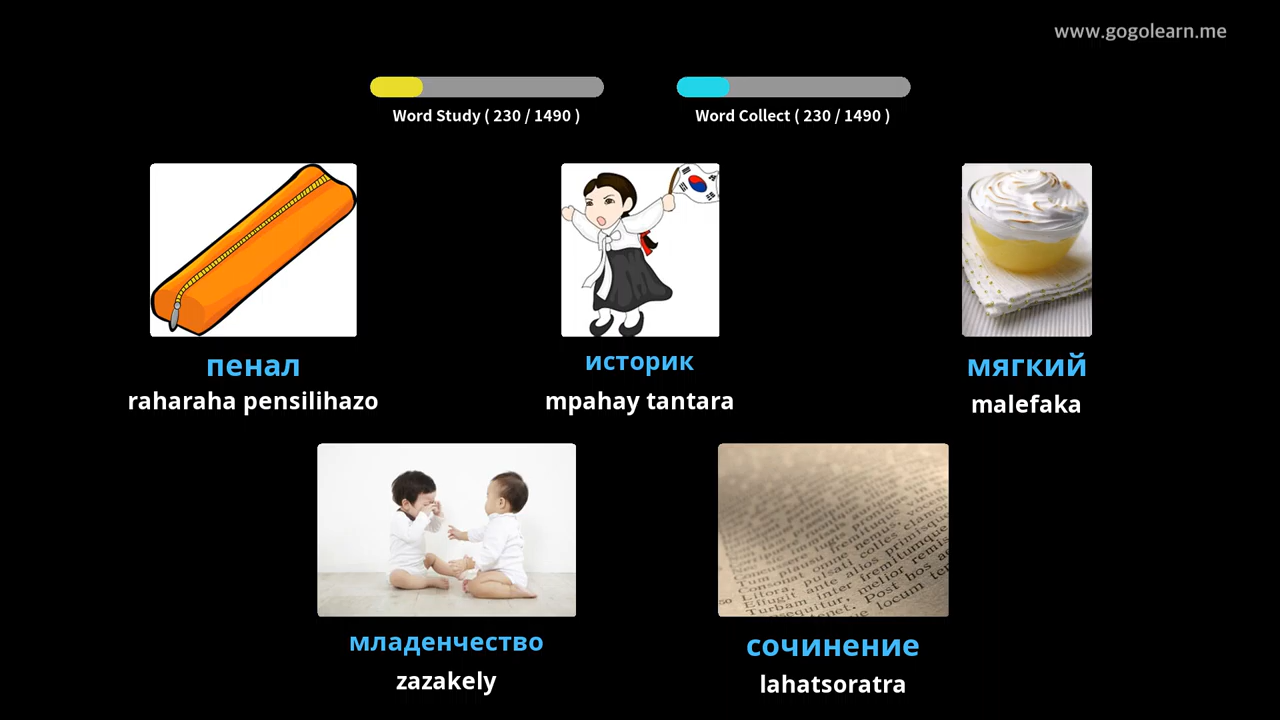 www.gogolearn.me
Word Study ( 230 / 1490 )
Word Collect ( 230 / 1490 )
пенал
raharaha pensilihazo
историк
mpahay tantara
мягкий
malefaka
младенчество
zazakely
сочинение
lahatsoratra